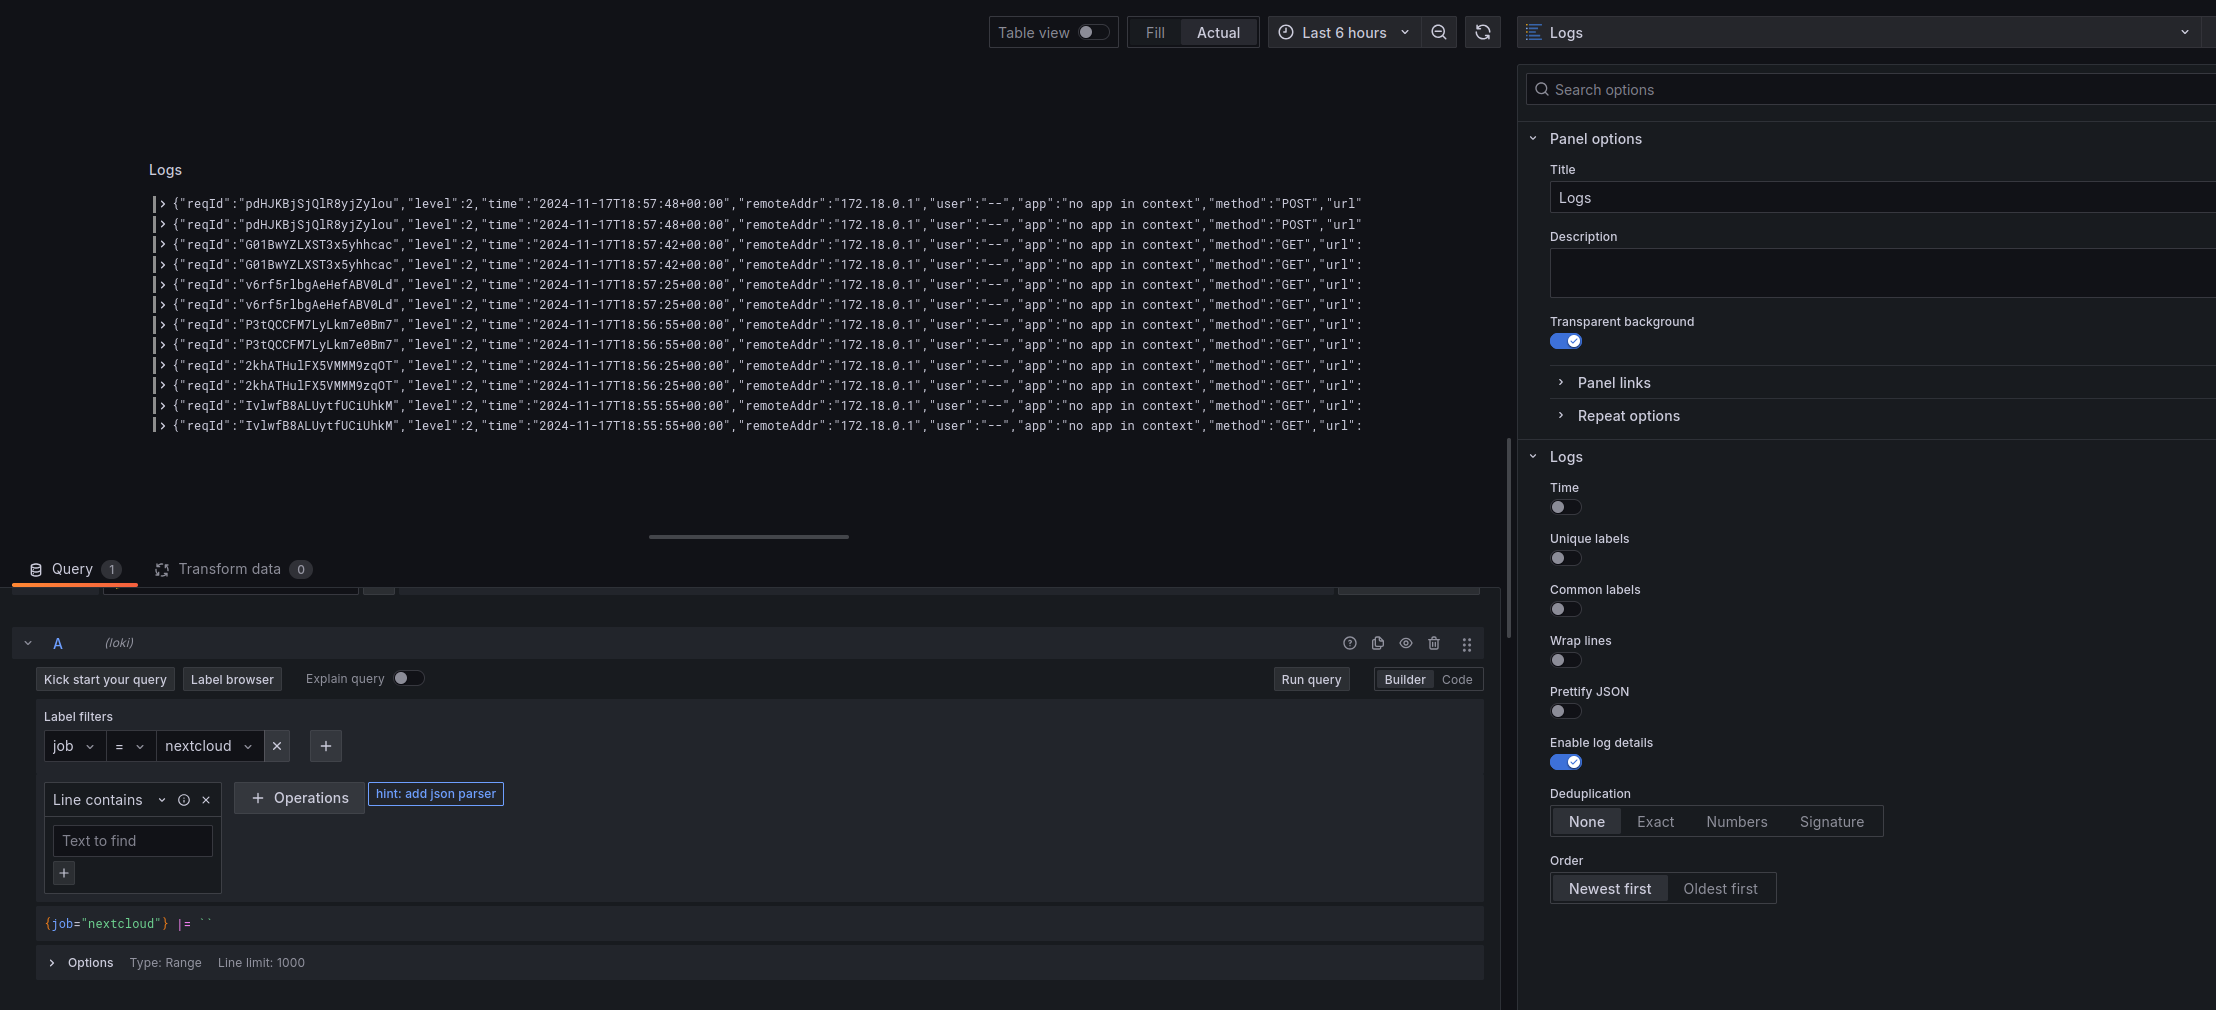 Table view Fill Actual Last 6 hours
Logs
Search options
Panel options
Title
Logs
Description
Transparent background
Panel links
Repeat options
Logs
Time
Unique labels
Common labels
Wrap lines
Prettify JSON
Enable log details
Deduplication
None Exact Numbers Signature
Order
Newest first Oldest first
Logs
{"reqId":"pdHJKBjSjQlR8yjZylou","level":2,"time":"2024-11-17T18:57:48+00:00","remoteAddr":"172.18.0.1","user":"--","app":"no app in context","method":"POST","url"
{"reqId":"pdHJKBjSjQlR8yjZylou","level":2,"time":"2024-11-17T18:57:48+00:00","remoteAddr":"172.18.0.1","user":"--","app":"no app in context","method":"POST","url"
{"reqId":"G01BwYZLXST3x5yhhcac","level":2,"time":"2024-11-17T18:57:42+00:00","remoteAddr":"172.18.0.1","user":"--","app":"no app in context","method":"GET","url":
{"reqId":"G01BwYZLXST3x5yhhcac","level":2,"time":"2024-11-17T18:57:42+00:00","remoteAddr":"172.18.0.1","user":"--","app":"no app in context","method":"GET","url":
{"reqId":"v6rf5rlbgAeHefABV0Ld","level":2,"time":"2024-11-17T18:57:25+00:00","remoteAddr":"172.18.0.1","user":"--","app":"no app in context","method":"GET","url":
{"reqId":"v6rf5rlbgAeHefABV0Ld","level":2,"time":"2024-11-17T18:57:25+00:00","remoteAddr":"172.18.0.1","user":"--","app":"no app in context","method":"GET","url":
{"reqId":"P3tQCCFM7LyLkm7e0Bm7","level":2,"time":"2024-11-17T18:56:55+00:00","remoteAddr":"172.18.0.1","user":"--","app":"no app in context","method":"GET","url":
{"reqId":"P3tQCCFM7LyLkm7e0Bm7","level":2,"time":"2024-11-17T18:56:55+00:00","remoteAddr":"172.18.0.1","user":"--","app":"no app in context","method":"GET","url":
{"reqId":"2khATHulFX5VMMM9zqOT","level":2,"time":"2024-11-17T18:56:25+00:00","remoteAddr":"172.18.0.1","user":"--","app":"no app in context","method":"GET","url":
{"reqId":"2khATHulFX5VMMM9zqOT","level":2,"time":"2024-11-17T18:56:25+00:00","remoteAddr":"172.18.0.1","user":"--","app":"no app in context","method":"GET","url":
{"reqId":"IvlwfB8ALUytfUCiUhkM","level":2,"time":"2024-11-17T18:55:55+00:00","remoteAddr":"172.18.0.1","user":"--","app":"no app in context","method":"GET","url":
{"reqId":"IvlwfB8ALUytfUCiUhkM","level":2,"time":"2024-11-17T18:55:55+00:00","remoteAddr":"172.18.0.1","user":"--","app":"no app in context","method":"GET","url":
Query 1 Transform data 0
A (loki)
Kick start your query Label browser Explain query Run query Builder Code
Label filters
job = nextcloud
Line contains + Operations hint: add json parser
Text to find
{job="nextcloud"} |= ``
Options Type: Range Line limit: 1000